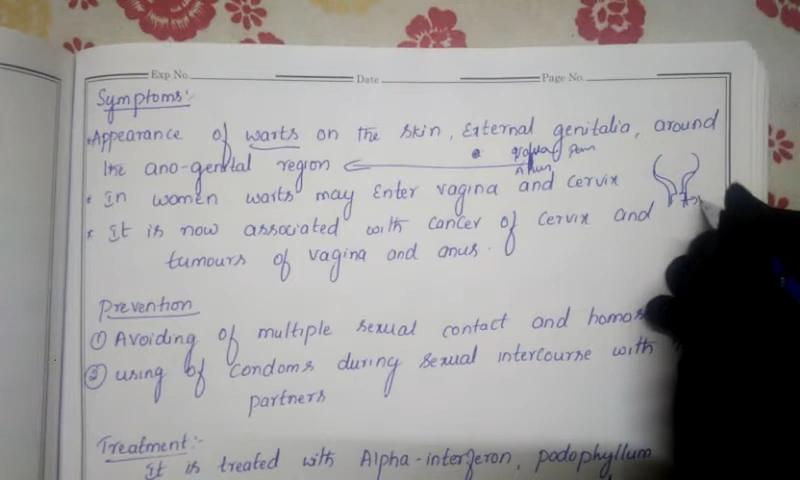 Exp No. Date Page No.
Symptoms:-
• Appearance of warts on the skin, External genitalia, around
the ano-genital region
• In women warts may Enter vagina and cervix
* It is now associated with cancer of cervix and
tumours of vagina and anus.
Prevention
① Avoiding of multiple sexual contact and homos
② using of condoms during sexual intercourse with
partners
Treatment:-
It is treated with Alpha-interferon, podophyllum